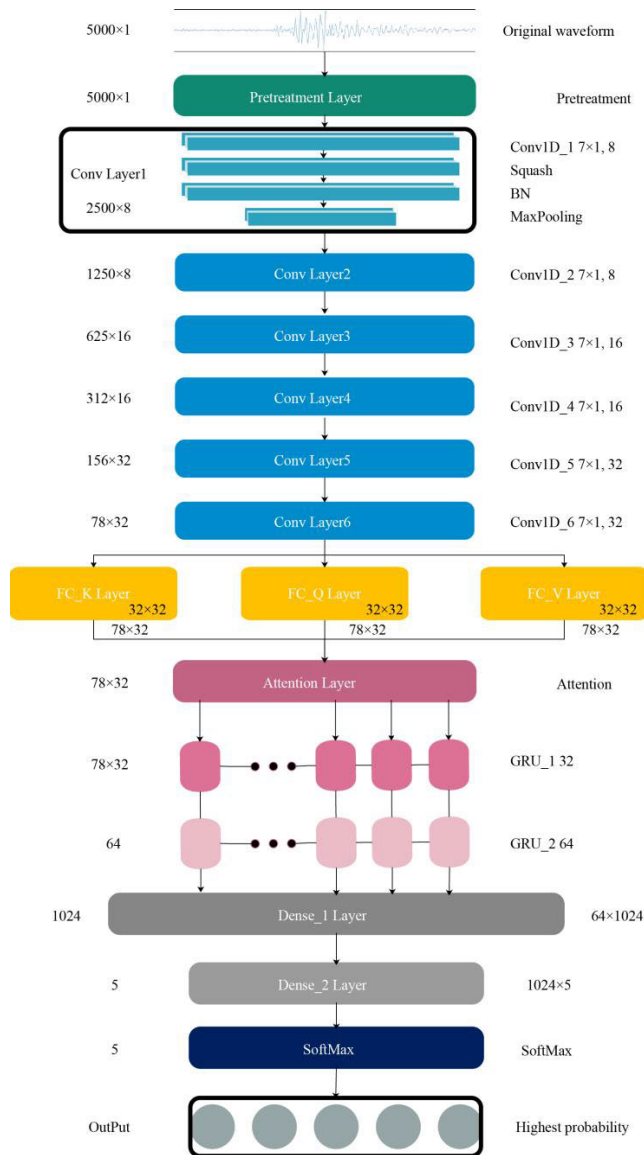 5000×1 Original waveform
5000×1 Pretreatment Layer Pretreatment
Conv1D_1 7×1, 8
Conv Layer1 Squash
BN
2500×8 MaxPooling
1250×8 Conv Layer2 Conv1D_2 7×1, 8
625×16 Conv Layer3 Conv1D_3 7×1, 16
312×16 Conv Layer4 Conv1D_4 7×1, 16
156×32 Conv Layer5 Conv1D_5 7×1, 32
78×32 Conv Layer6 Conv1D_6 7×1, 32
FC_K Layer FC_Q Layer FC_V Layer
32×32 32×32 32×32
78×32 78×32 78×32
78×32 Attention Layer Attention
78×32 GRU_1 32
64 GRU_2 64
1024 Dense_1 Layer 64×1024
5 Dense_2 Layer 1024×5
5 SoftMax SoftMax
OutPut Highest probability